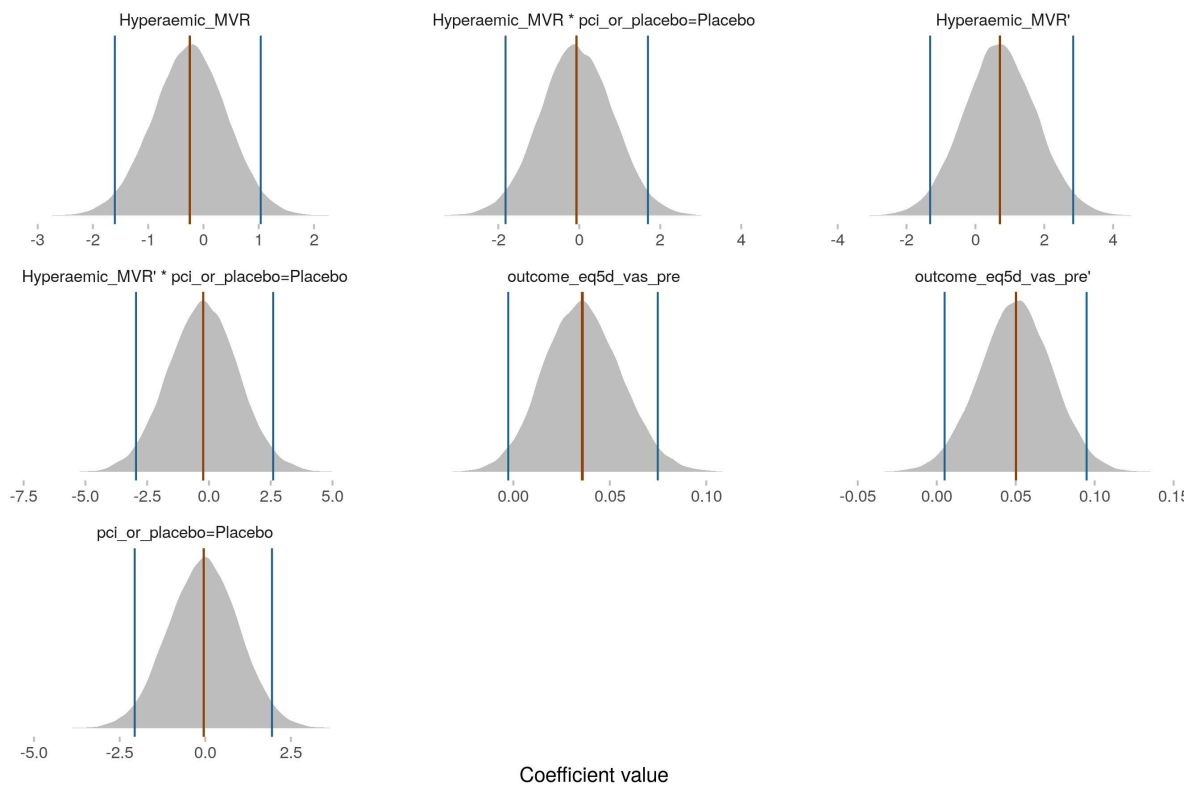 Hyperaemic_MVR
Hyperaemic_MVR * pci_or_placebo=Placebo
Hyperaemic_MVR'
-3 -2 -1 0 1 2
-2 0 2 4
-4 -2 0 2 4
Hyperaemic_MVR' * pci_or_placebo=Placebo
outcome_eq5d_vas_pre
outcome_eq5d_vas_pre'
-7.5 -5.0 -2.5 0.0 2.5 5.0
0.00 0.05 0.10
-0.05 0.00 0.05 0.10 0.15
pci_or_placebo=Placebo
-5.0 -2.5 0.0 2.5
Coefficient value